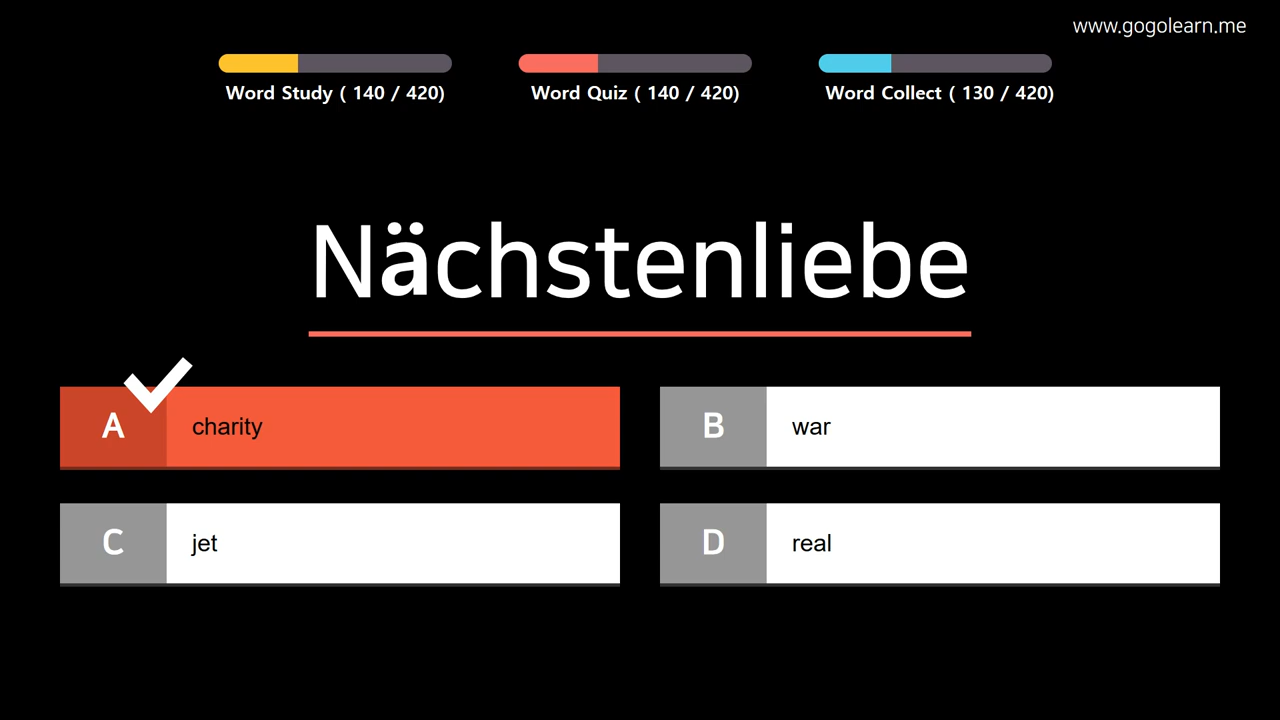 www.gogolearn.me
Word Study ( 140 / 420)
Word Quiz ( 140 / 420)
Word Collect ( 130 / 420)
Nächstenliebe
A charity
B war
C jet
D real